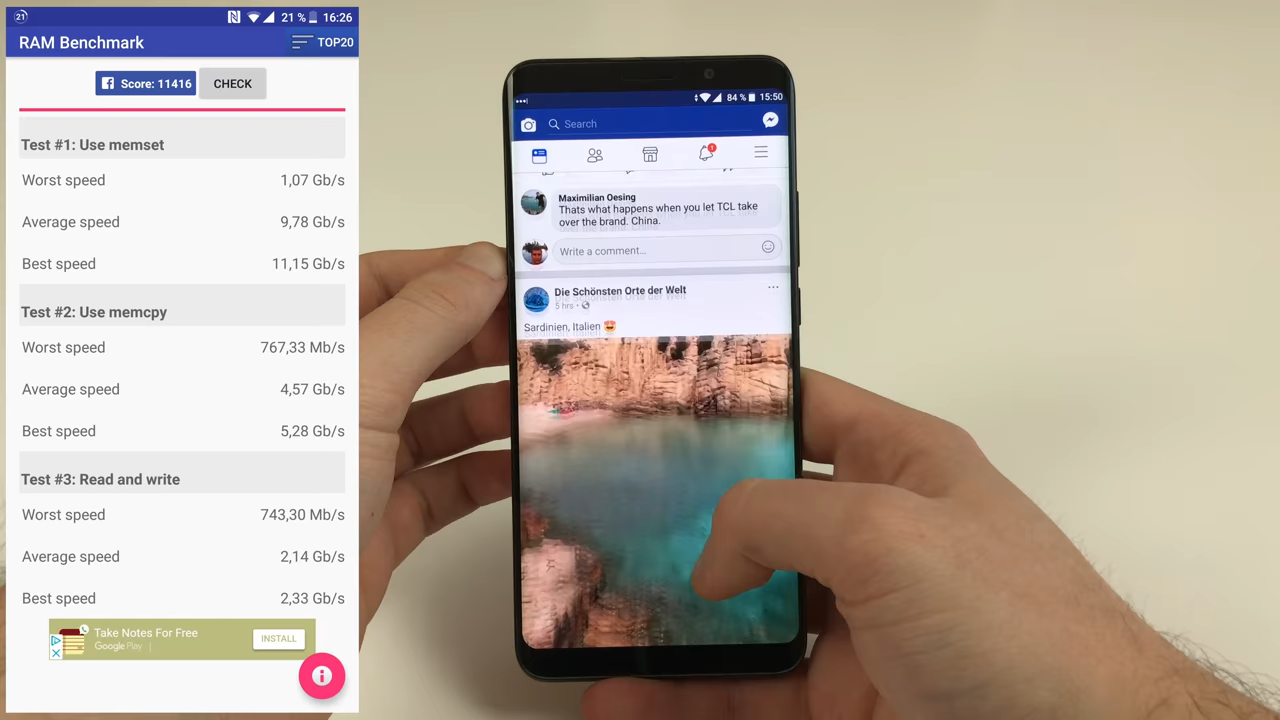 21
21 %
16:26
RAM Benchmark
TOP20
Score: 11416
CHECK
Test #1: Use memset
Worst speed 1,07 Gb/s
Average speed 9,78 Gb/s
Best speed 11,15 Gb/s
Test #2: Use memcpy
Worst speed 767,33 Mb/s
Average speed 4,57 Gb/s
Best speed 5,28 Gb/s
Test #3: Read and write
Worst speed 743,30 Mb/s
Average speed 2,14 Gb/s
Best speed 2,33 Gb/s
Take Notes For Free
Google Play
INSTALL
84 % 15:50
Search
1
Maximilian Oesing
Thats what happens when you let TCL take
over the brand. China.
Write a comment...
Die Schönsten Orte der Welt
5 hrs
Sardinien, Italien 😍